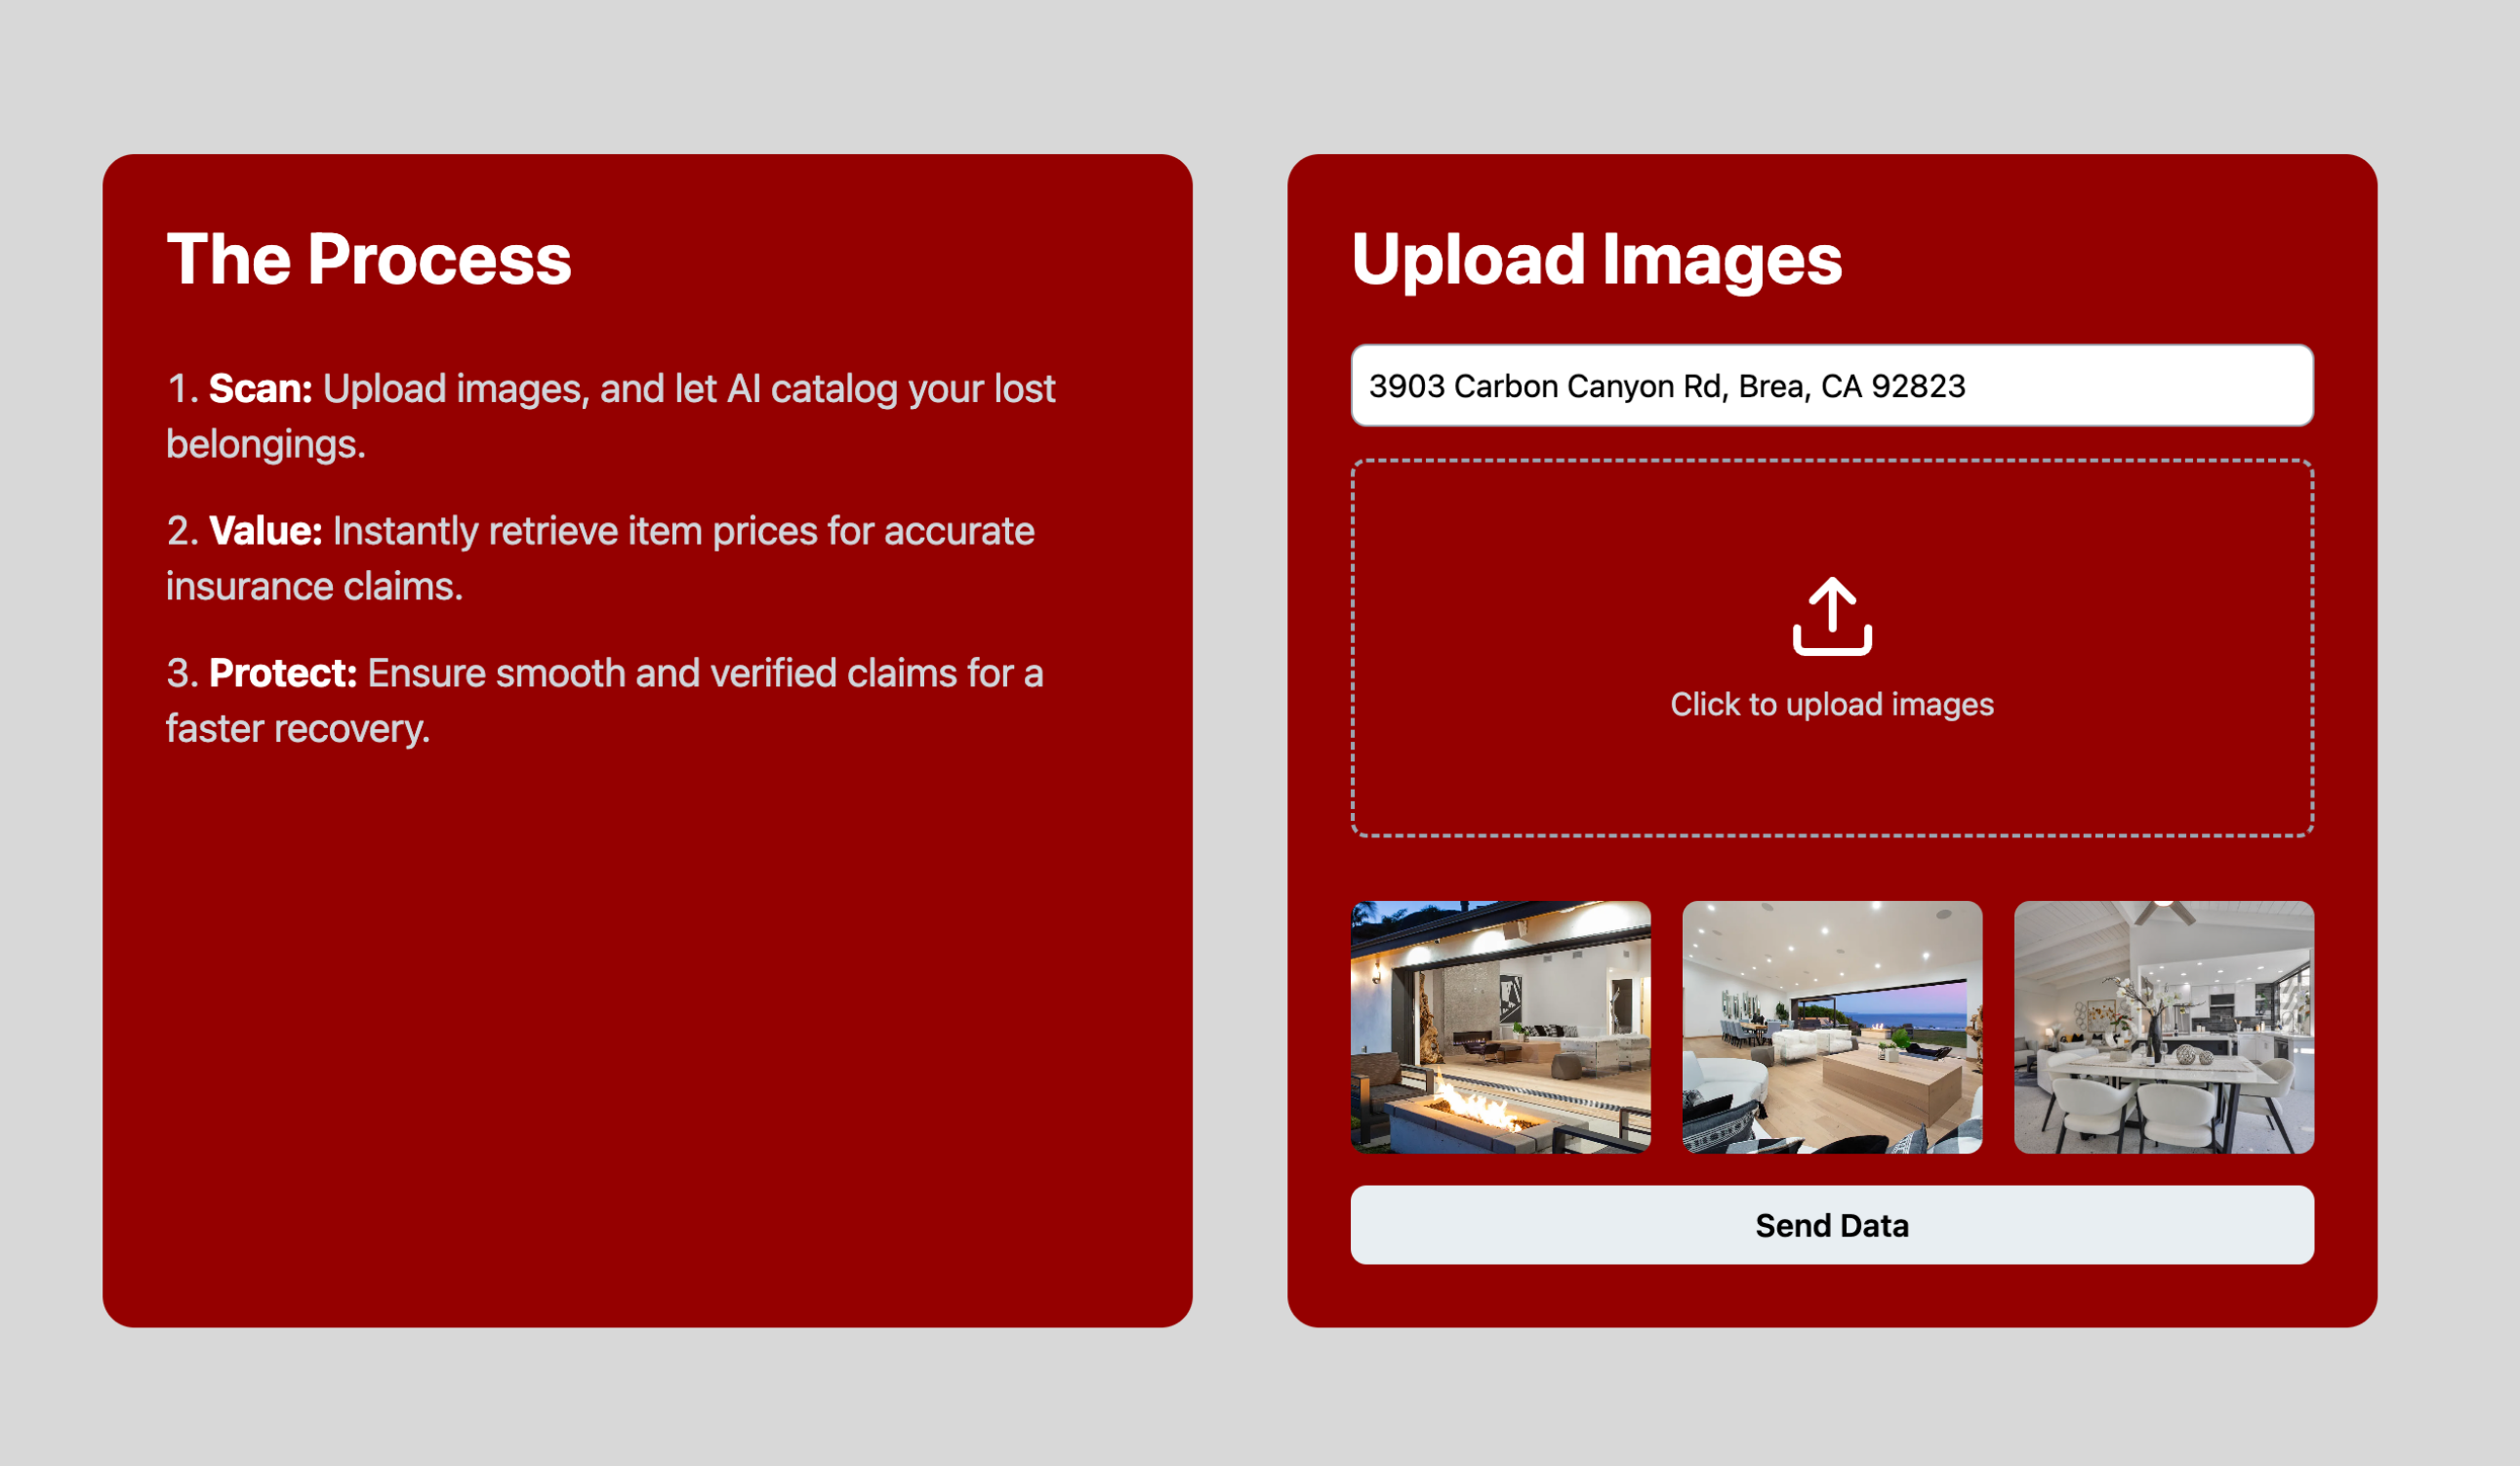 The Process
1. Scan: Upload images, and let AI catalog your lost
belongings.
2. Value: Instantly retrieve item prices for accurate
insurance claims.
3. Protect: Ensure smooth and verified claims for a
faster recovery.
Upload Images
3903 Carbon Canyon Rd, Brea, CA 92823
Click to upload images
Send Data